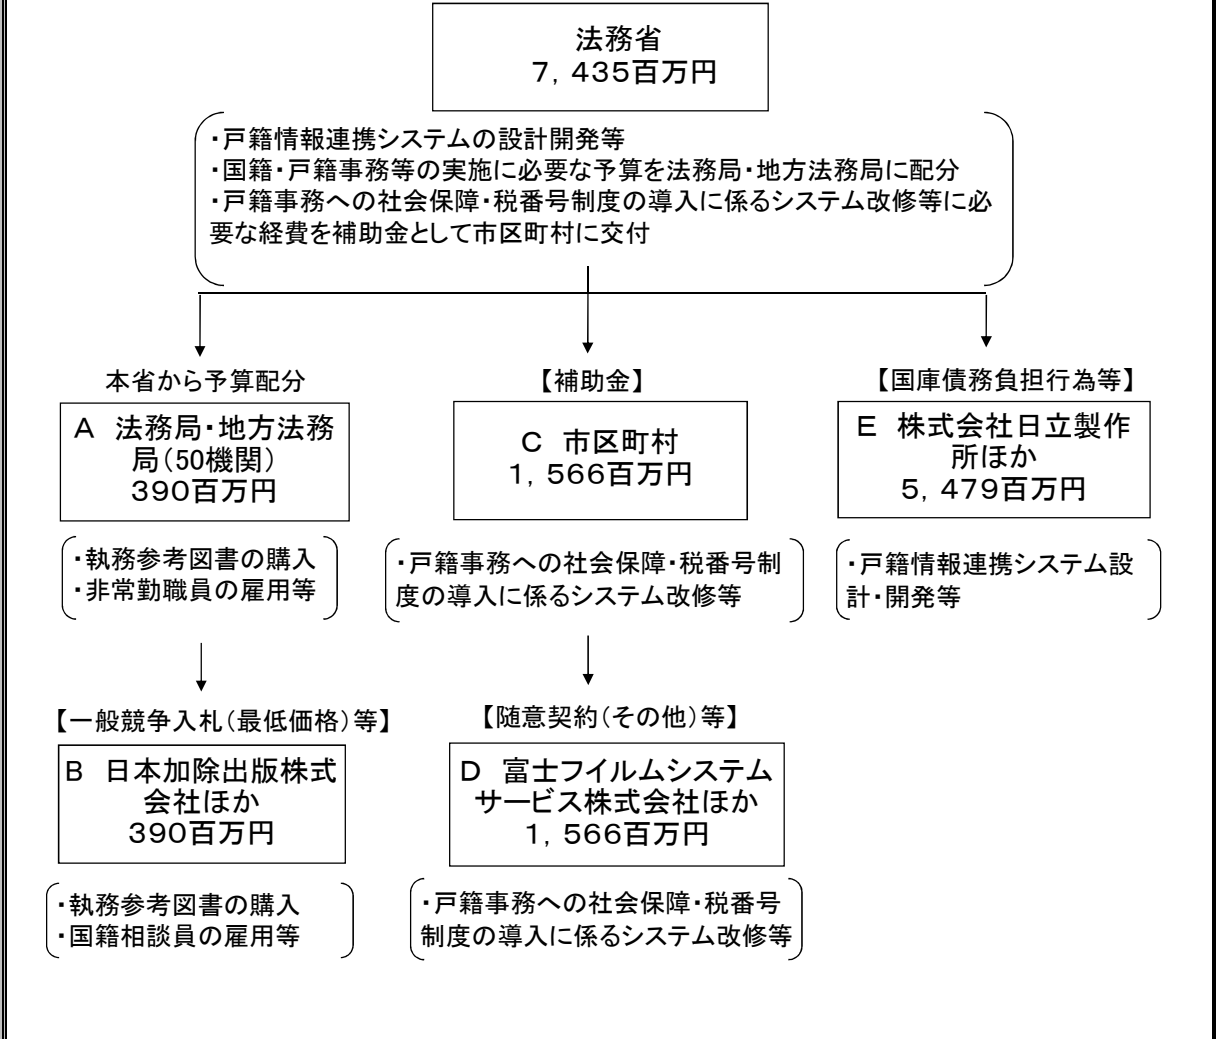 法務省
7，435百万円
・戸籍情報連携システムの設計開発等
・国籍・戸籍事務等の実施に必要な予算を法務局・地方法務局に配分
・戸籍事務への社会保障・税番号制度の導入に係るシステム改修等に必
要な経費を補助金として市区町村に交付
本省から予算配分
A　法務局・地方法務
局（50機関）
390百万円
・執務参考図書の購入
・非常勤職員の雇用等
【一般競争入札（最低価格）等】
B　日本加除出版株式
会社ほか
390百万円
・執務参考図書の購入
・国籍相談員の雇用等
【補助金】
C　市区町村
1，566百万円
・戸籍事務への社会保障・税番号制
度の導入に係るシステム改修等
【随意契約（その他）等】
D　富士フイルムシステム
サービス株式会社ほか
1，566百万円
・戸籍事務への社会保障・税番号
制度の導入に係るシステム改修等
【国庫債務負担行為等】
E　株式会社日立製作
所ほか
5，479百万円
・戸籍情報連携システム設
計・開発等